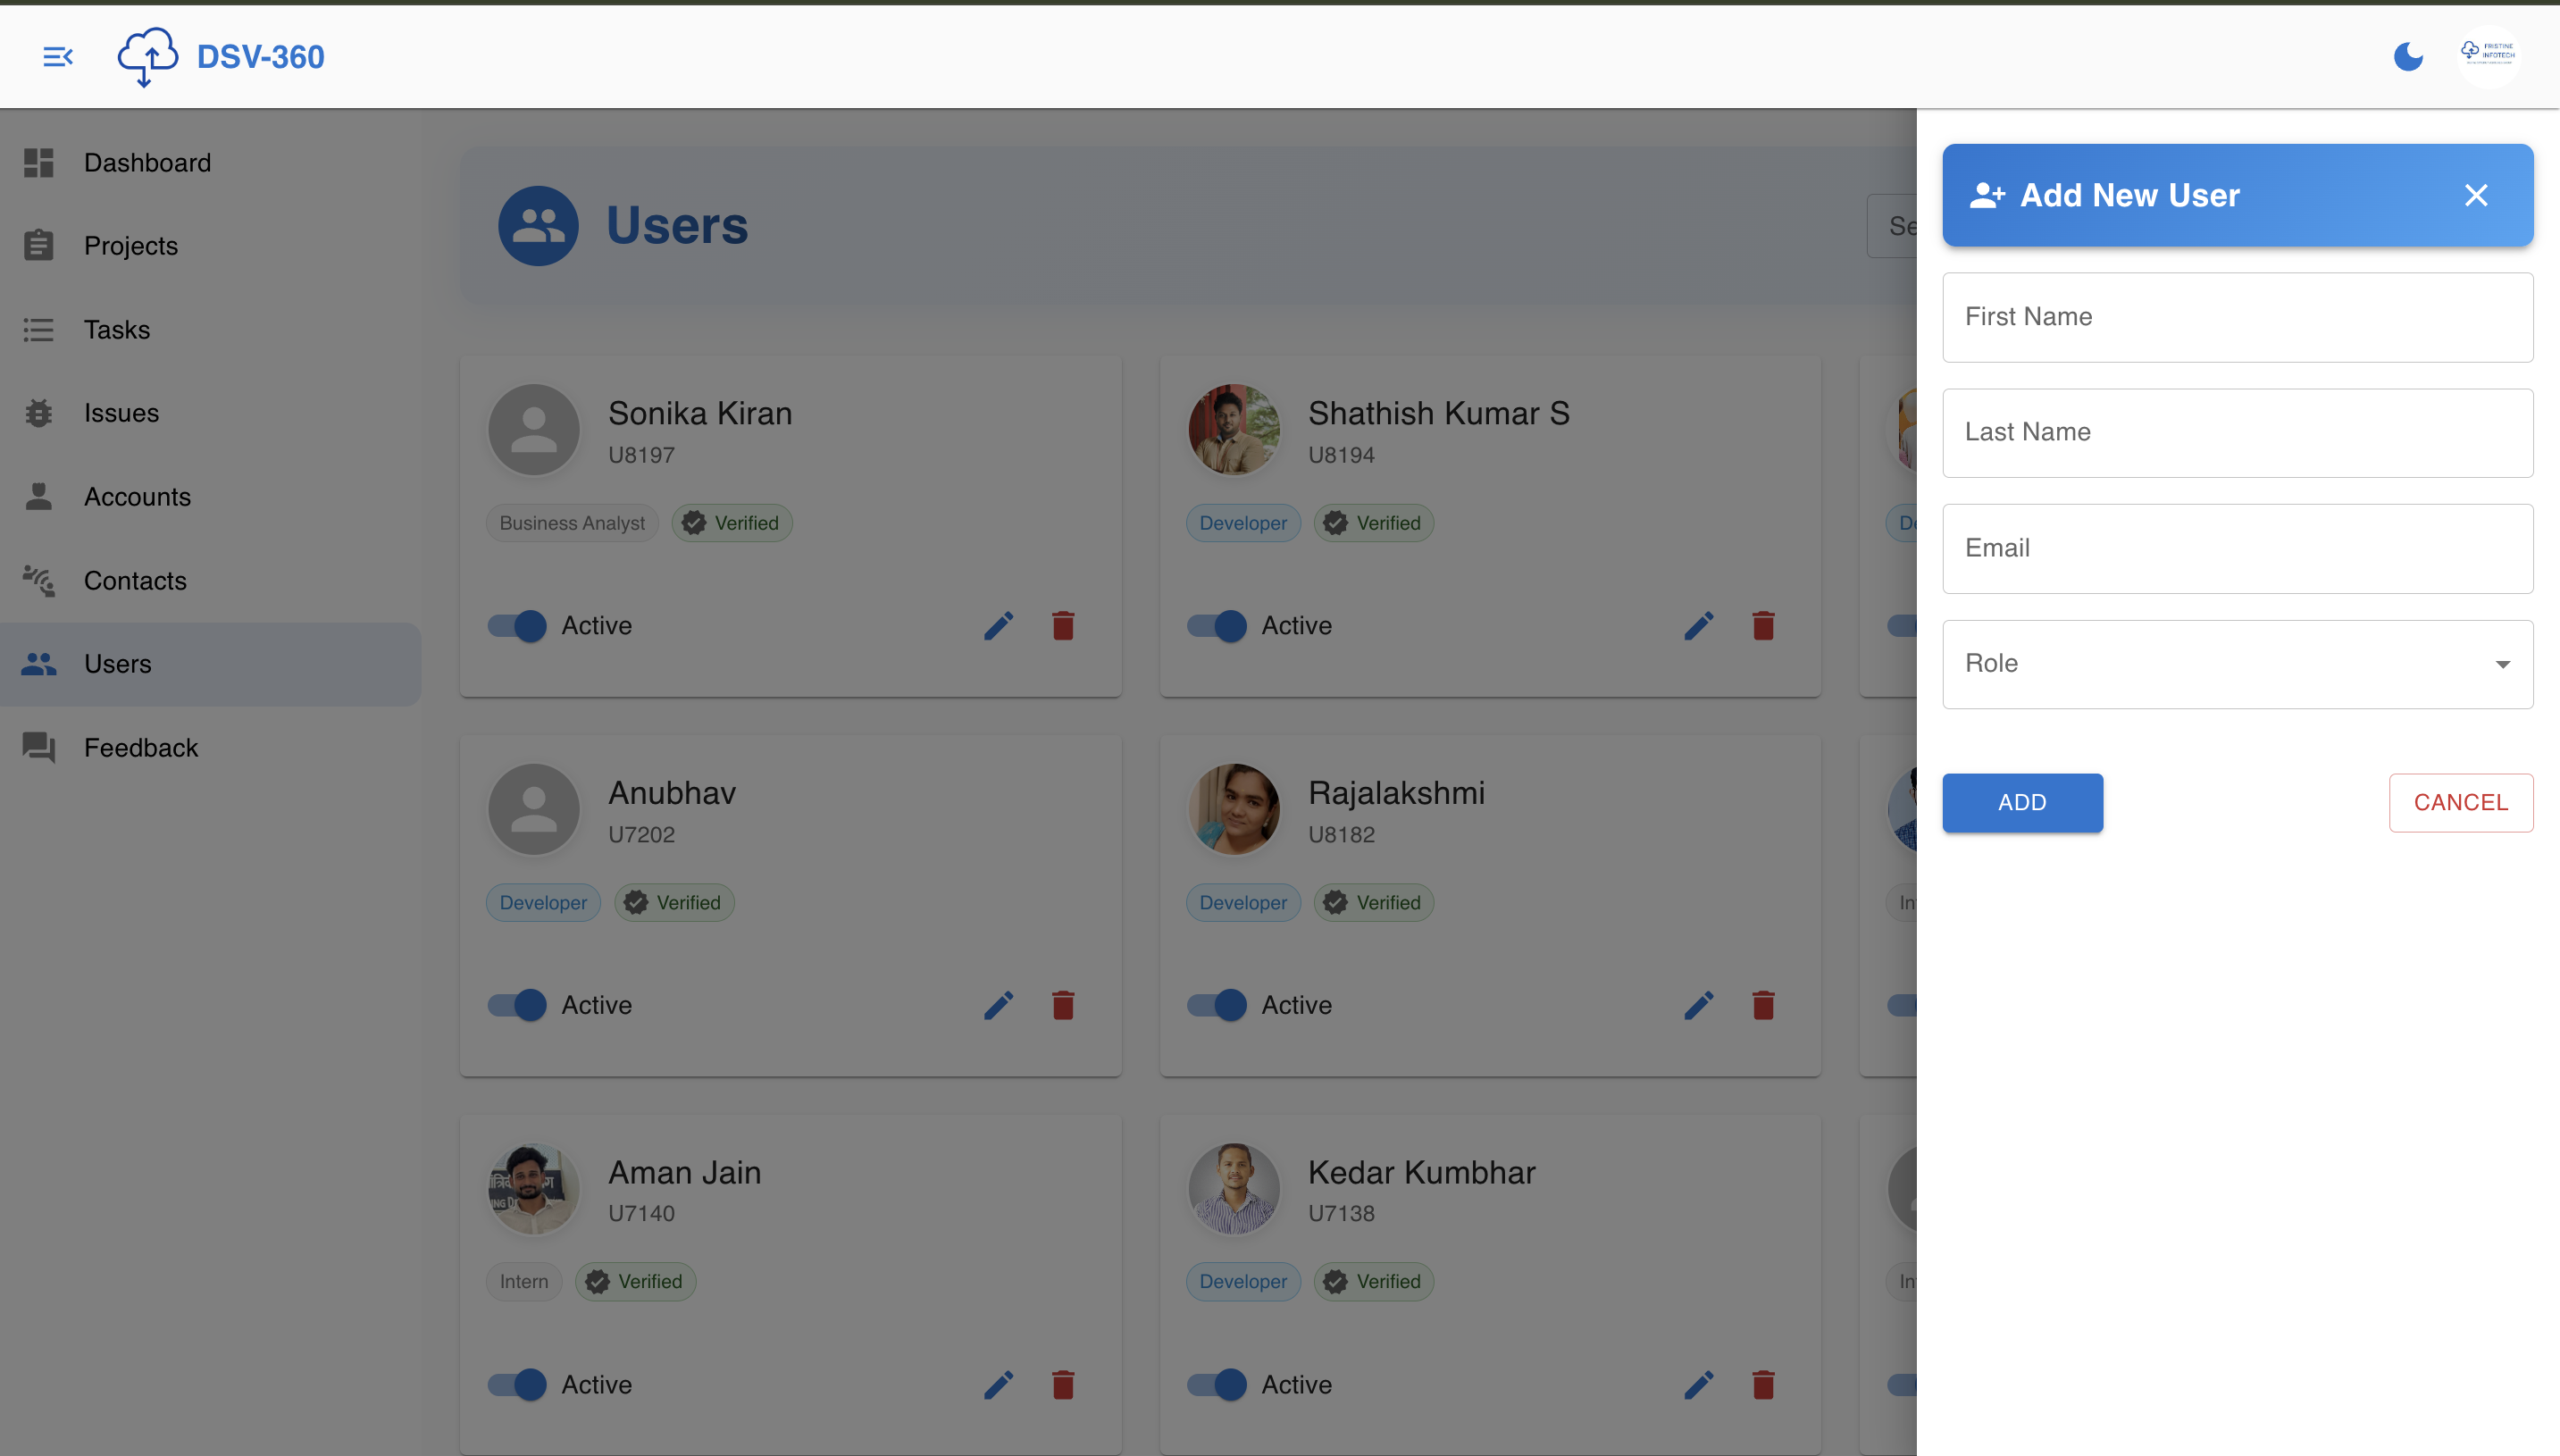 DSV-360
FRISTINE
INFOTECH
Dashboard
Projects
Tasks
Issues
Accounts
Contacts
Users
Feedback
Users
Se
Sonika Kiran
U8197
Business Analyst
Verified
Active
Shathish Kumar S
U8194
Developer
Verified
Active
De
Anubhav
U7202
Developer
Verified
Active
Rajalakshmi
U8182
Developer
Verified
Active
In
Aman Jain
U7140
Intern
Verified
Active
Kedar Kumbhar
U7138
Developer
Verified
Active
In
Add New User
First Name
Last Name
Email
Role
ADD
CANCEL